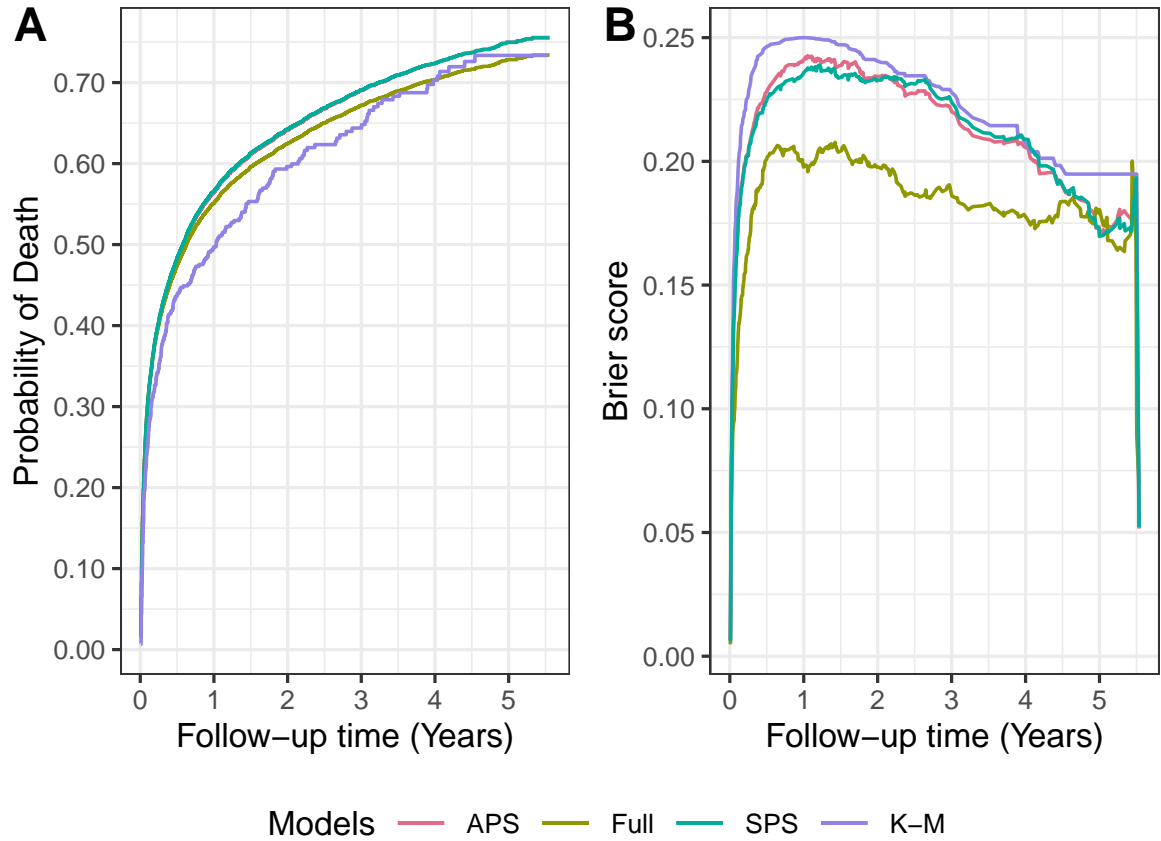 A
Probability of Death
0.70
0.60
0.50
0.40
0.30
0.20
0.10
0.00
0 1 2 3 4 5
Follow−up time (Years)
B
Brier score
0.25
0.20
0.15
0.10
0.05
0.00
0 1 2 3 4 5
Follow−up time (Years)
Models APS Full SPS K−M